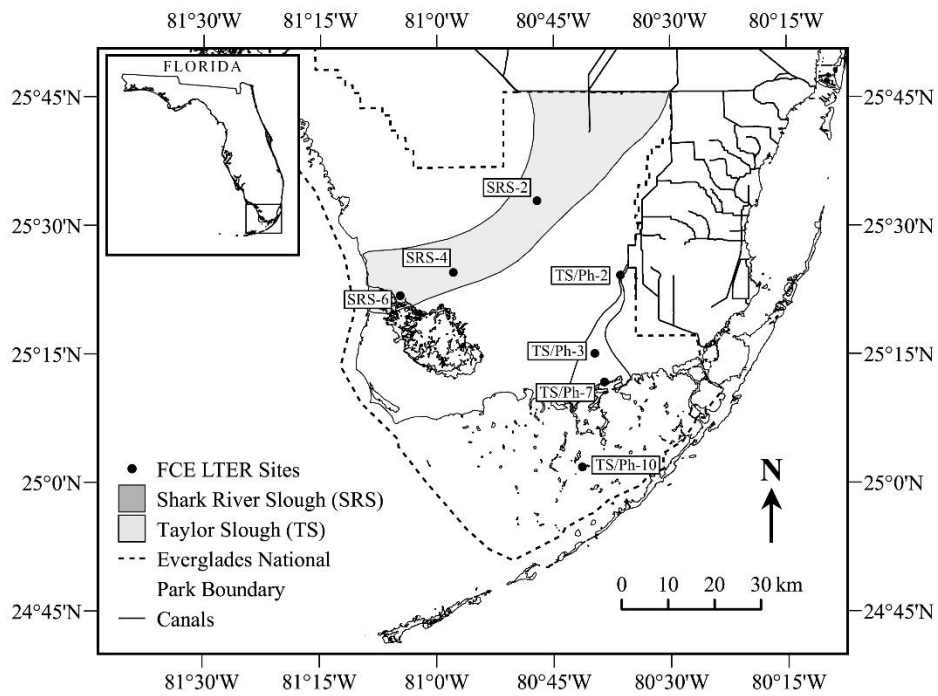 81°30'W 81°15'W 81°0'W 80°45'W 80°30'W 80°15'W
FLORIDA
25°45'N 25°45'N
SRS-2
25°30'N 25°30'N
SRS-4
TS/Ph-2
SRS-6
25°15'N 25°15'N
TS/Ph-3
TS/Ph-7
TS/Ph-10
25°0'N 25°0'N
FCE LTER Sites
Shark River Slough (SRS)
Taylor Slough (TS)
Everglades National
Park Boundary
Canals
N
0 10 20 30 km
24°45'N 24°45'N
81°30'W 81°15'W 81°0'W 80°45'W 80°30'W 80°15'W